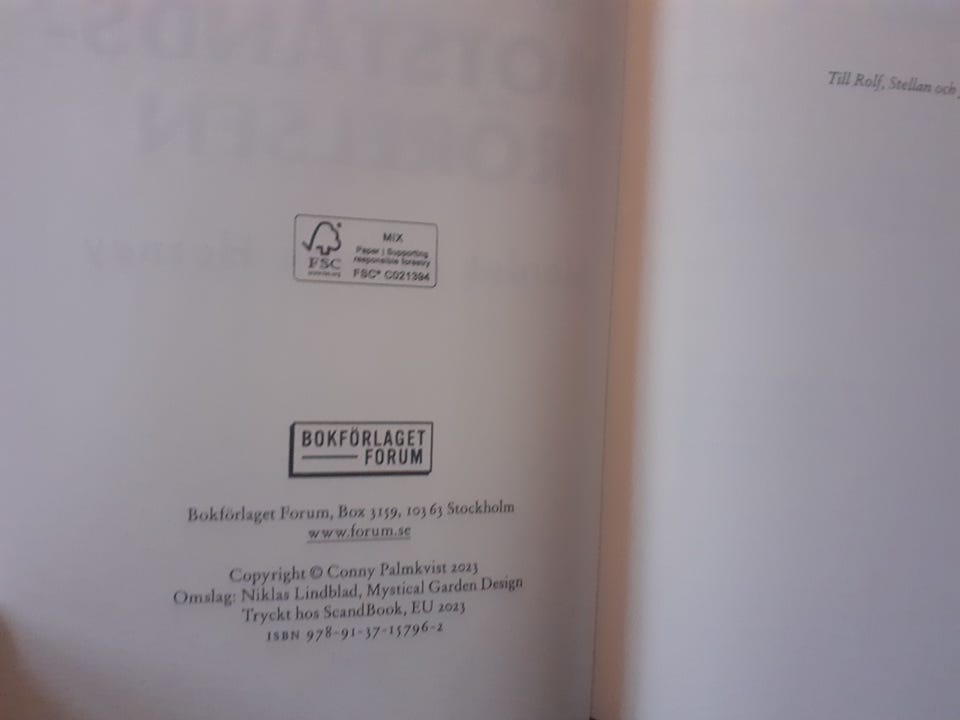 FSC
MIX
Paper | Supporting
responsible forestry
FSC® C021394
BOKFÖRLAGET
FORUM
Bokförlaget Forum, Box 3159, 103 63 Stockholm
www.forum.se
Copyright © Conny Palmkvist 2023
Omslag: Niklas Lindblad, Mystical Garden Design
Tryckt hos ScandBook, EU 2023
ISBN 978-91-37-15796-2
Till Rolf, Stellan och